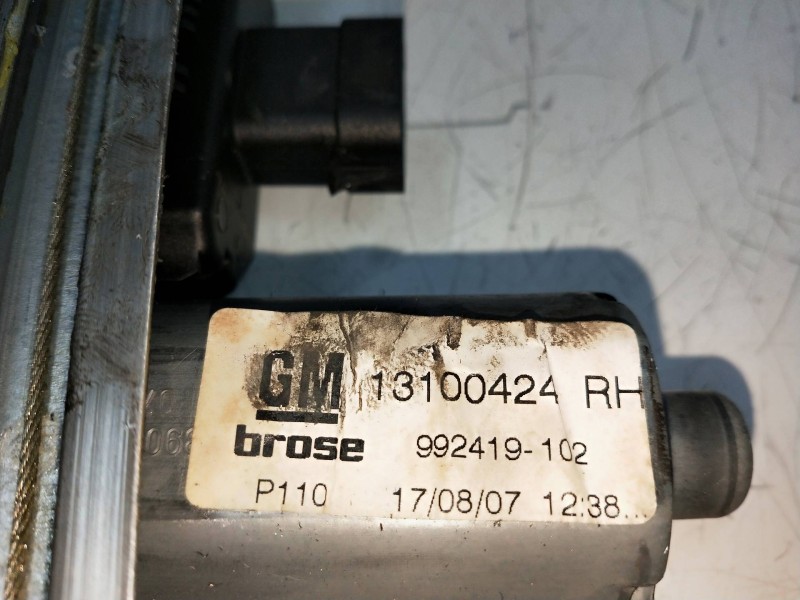 GM 13100424 RH
brose 992419-102
P110 17/08/07 12:38...